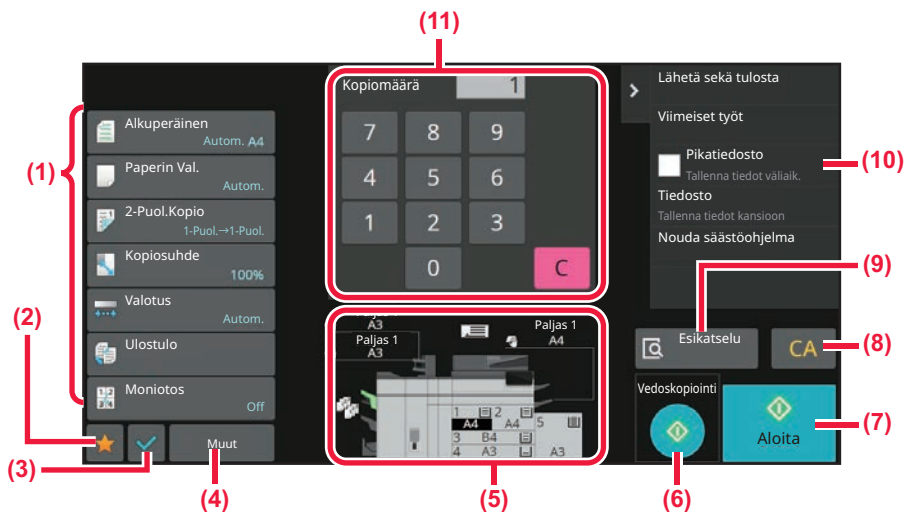 (11)
Kopiomäärä
1
Lähetä sekä tulosta
Viimeiset työt
Alkuperäinen
Autom. A4
7
8
9
Pikatiedosto
Tallenna tiedot väliaik.
(10)
(1)
Paperin Val.
Autom.
4
5
6
Tiedosto
Tallenna tiedot kansioon
2-Puol.Kopio
1-Puol.→1-Puol.
1
2
3
Nouda säästöohjelma
Kopiosuhde
100%
0
C
(9)
Valotus
Autom.
(2)
A3
Paljas 1
A3
Paljas 1
A4
Esikatselu
CA
(8)
Ulostulo
Moniotos
Off
Vedoskopiointi
1
2
A4
A4
5
3
B4
4
A3
A3
Aloita
(7)
Muut
(3)
(4)
(5)
(6)